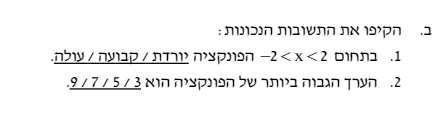 ב. הקיפו את התשובות הנכונות:
1. בתחום -2 < x < 2 הפונקציה יורדת / קבועה / עולה.
2. הערך הגבוה ביותר של הפונקציה הוא 3 / 5 / 7 / 9.